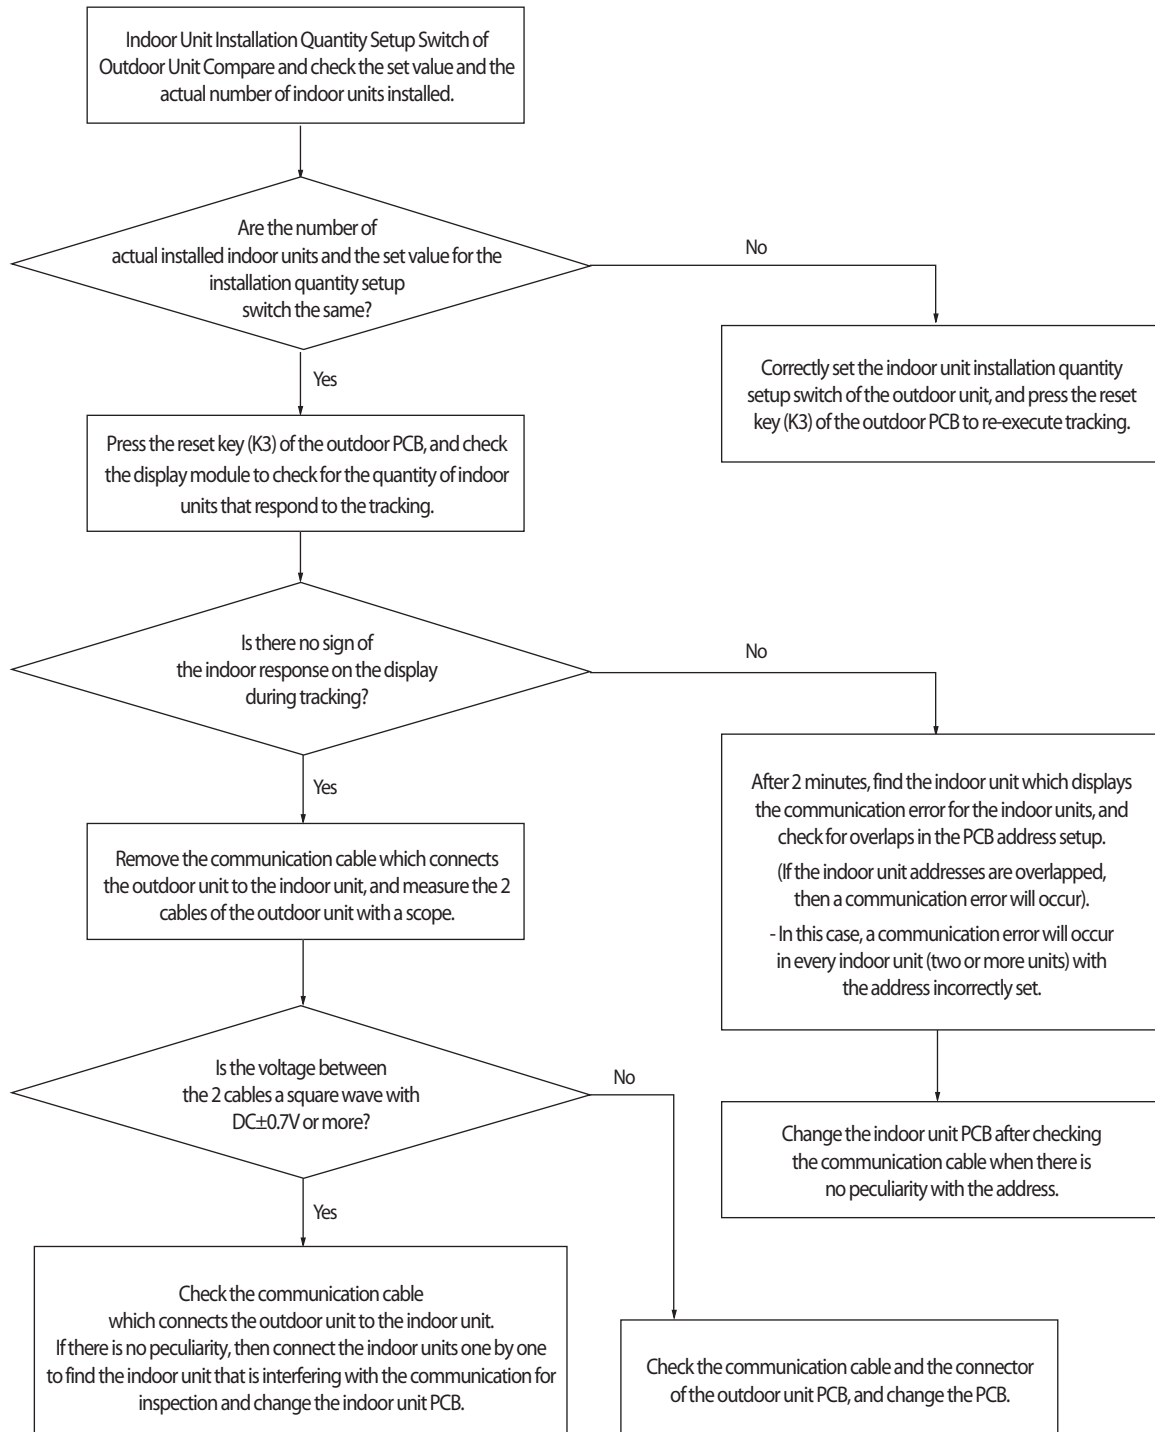 Indoor Unit Installation Quantity Setup Switch of
Outdoor Unit Compare and check the set value and the
actual number of indoor units installed.
Are the number of
actual installed indoor units and the set value for the
installation quantity setup
switch the same?
No
Correctly set the indoor unit installation quantity
setup switch of the outdoor unit, and press the reset
key (K3) of the outdoor PCB to re-execute tracking.
Yes
Press the reset key (K3) of the outdoor PCB, and check
the display module to check for the quantity of indoor
units that respond to the tracking.
Is there no sign of
the indoor response on the display
during tracking?
No
After 2 minutes, find the indoor unit which displays
the communication error for the indoor units, and
check for overlaps in the PCB address setup.
(If the indoor unit addresses are overlapped,
then a communication error will occur).
- In this case, a communication error will occur
in every indoor unit (two or more units) with
the address incorrectly set.
Change the indoor unit PCB after checking
the communication cable when there is
no peculiarity with the address.
Yes
Remove the communication cable which connects
the outdoor unit to the indoor unit, and measure the 2
cables of the outdoor unit with a scope.
Is the voltage between
the 2 cables a square wave with
DC±0.7V or more?
No
Yes
Check the communication cable
which connects the outdoor unit to the indoor unit.
If there is no peculiarity, then connect the indoor units one by one
to find the indoor unit that is interfering with the communication for
inspection and change the indoor unit PCB.
Check the communication cable and the connector
of the outdoor unit PCB, and change the PCB.